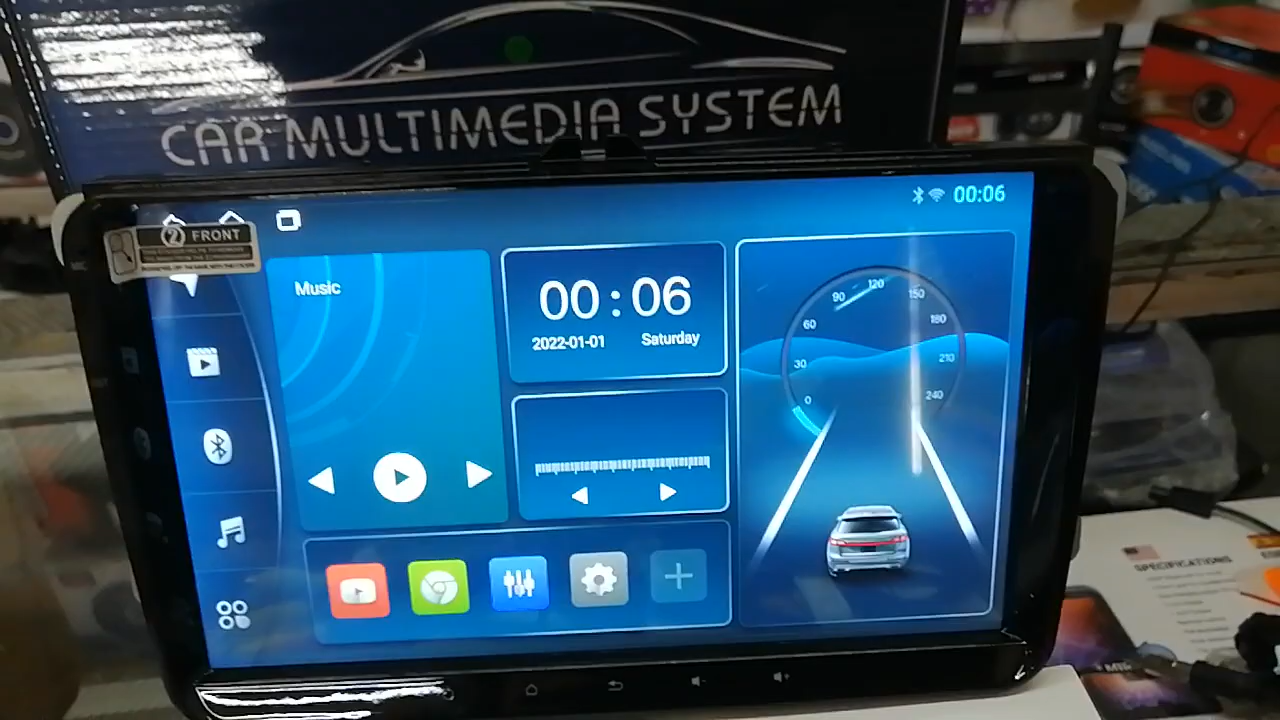 CAR MULTIMEDIA SYSTEM
00:06
2 FRONT
Music
00:06
2022-01-01 Saturday
0
30
60
90
120
150
180
210
240
SPECIFICATIONS